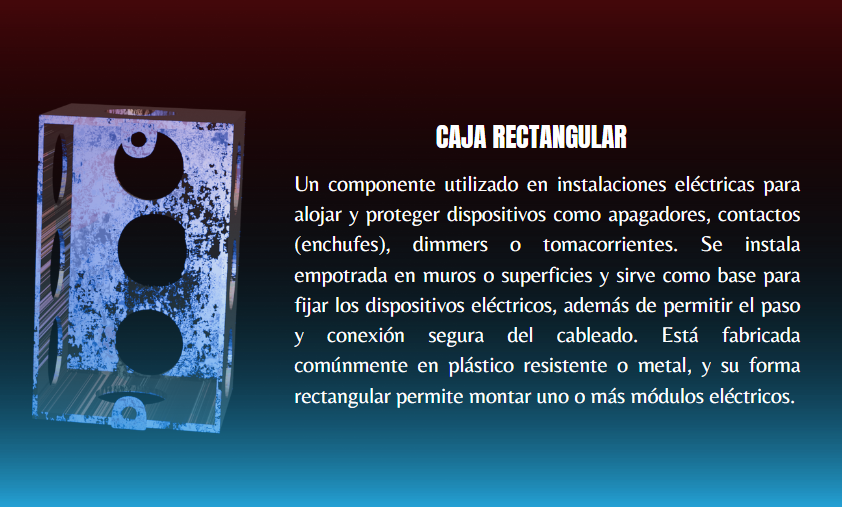 CAJA RECTANGULAR
Un componente utilizado en instalaciones eléctricas para
alojar y proteger dispositivos como apagadores, contactos
(enchufes), dimmers o tomacorrientes. Se instala
empotrada en muros o superficies y sirve como base para
fijar los dispositivos eléctricos, además de permitir el paso
y conexión segura del cableado. Está fabricada
comúnmente en plástico resistente o metal, y su forma
rectangular permite montar uno o más módulos eléctricos.